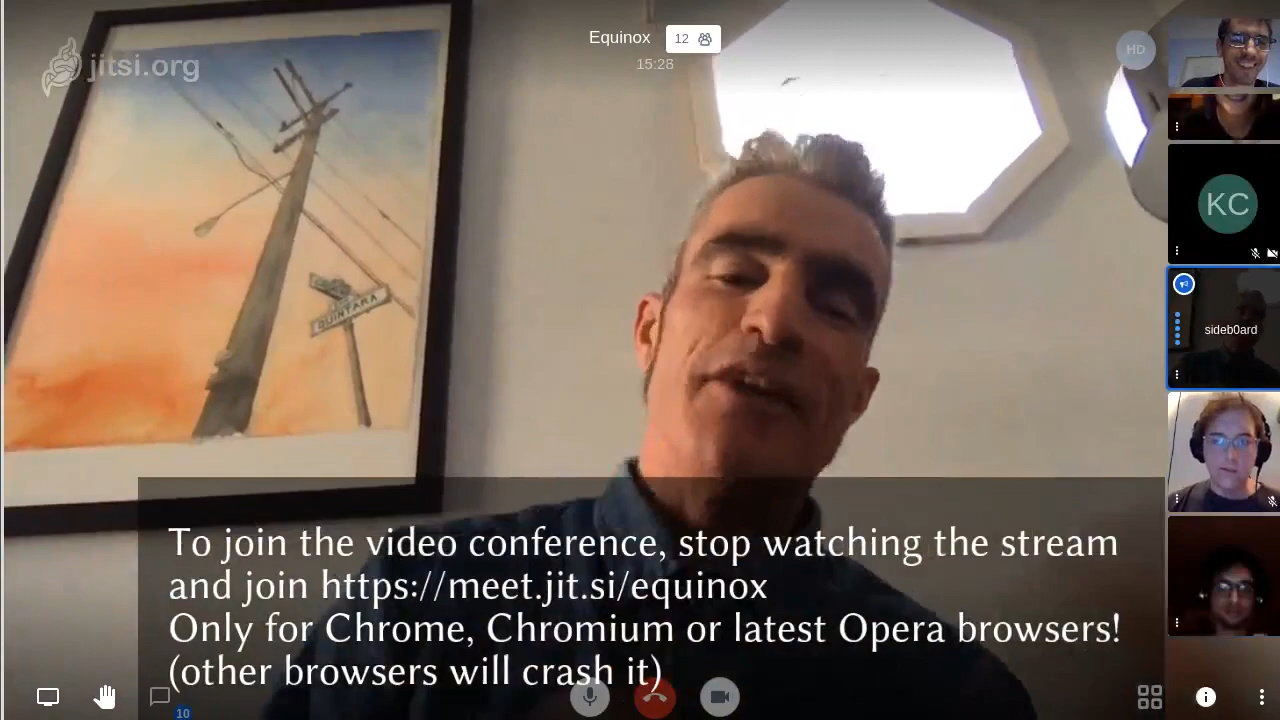 jitsi.org
Equinox
12
15:28
HD
QUINTARA
KC
sideb0ard
To join the video conference, stop watching the stream
and join https://meet.jit.si/equinox
Only for Chrome, Chromium or latest Opera browsers!
(other browsers will crash it)
10